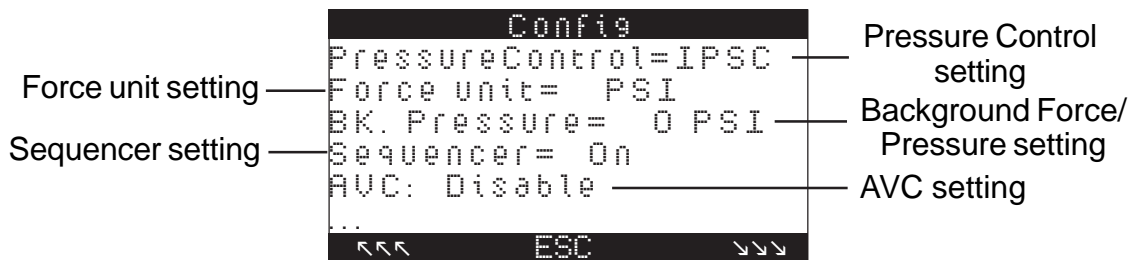 Config
PressureControl=IPSC
Force unit= PSI
BK. Pressure= 0 PSI
Sequencer= On
AVC: Disable
...
↖↖↖ ESC ↘↘↘
Force unit setting
Sequencer setting
Pressure Control
setting
Background Force/
Pressure setting
AVC setting